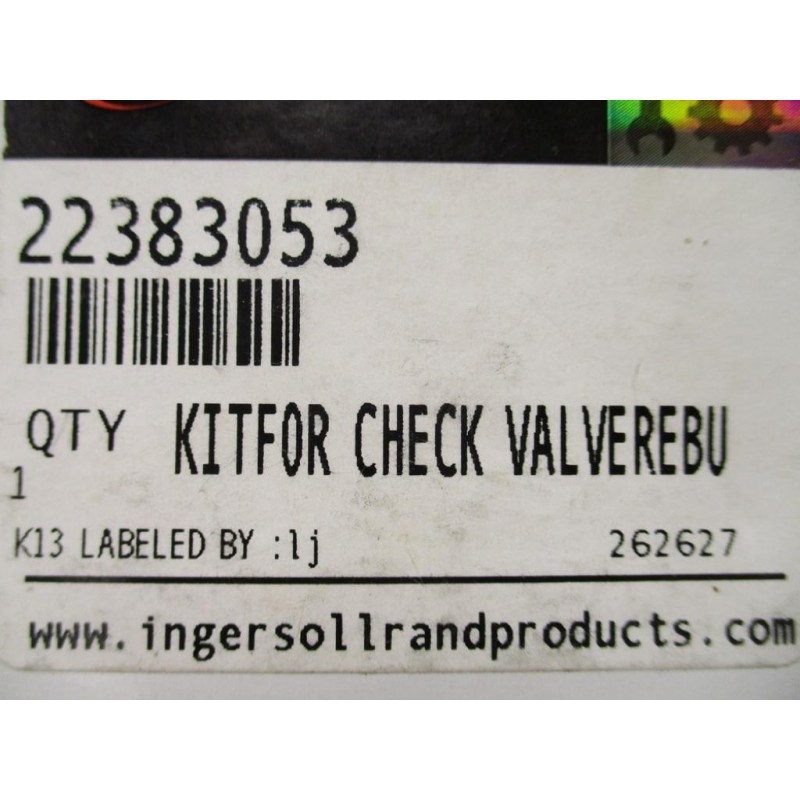 22383053
QTY KITFOR CHECK VALVEREBU
1
K13 LABELED BY :lj 262627
www.ingersollrandproducts.com